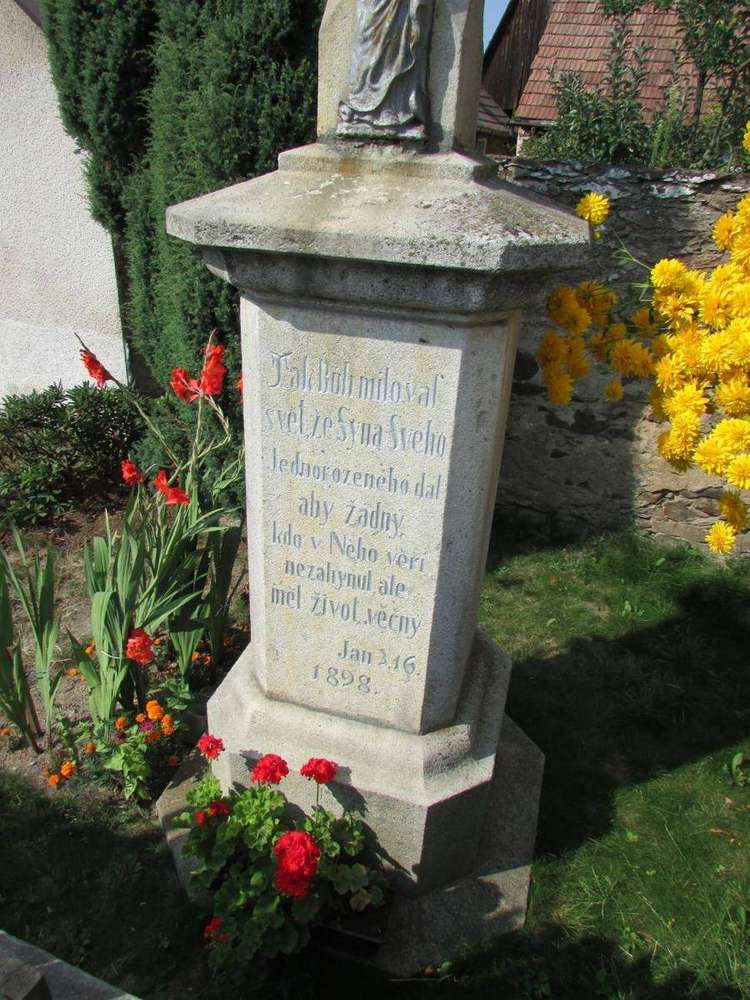 Tak Bůh miloval
svět, že Syna Svého
Jednorozeného dal
aby žádný,
kdo v Něho věří
nezahynul ale
měl život věčný
Jan 3.16.
1898.